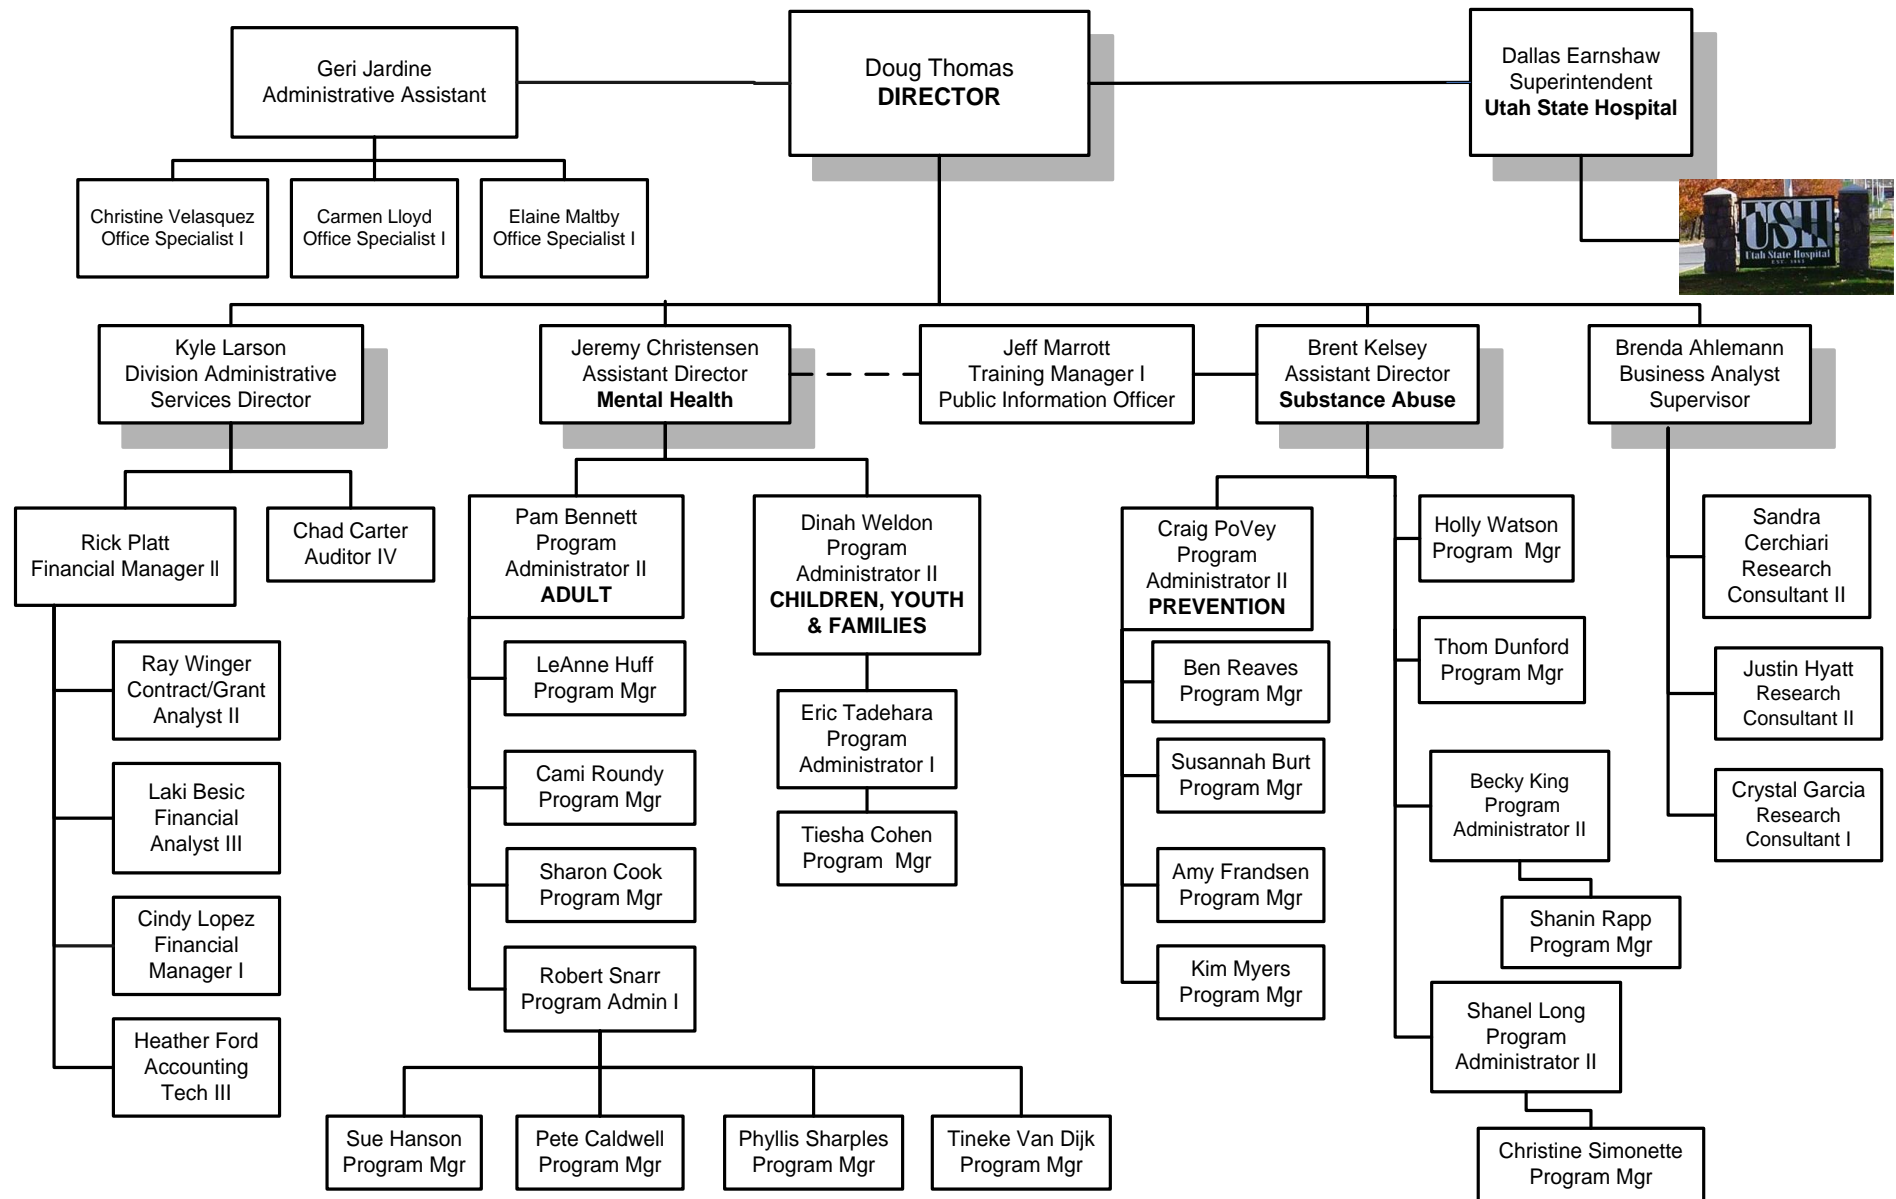 Geri Jardine
Administrative Assistant
Doug Thomas
DIRECTOR
Dallas Earnshaw
Superintendent
Utah State Hospital
Christine Velasquez
Office Specialist I
Carmen Lloyd
Office Specialist I
Elaine Maltby
Office Specialist I
USH
Utah State Hospital
Kyle Larson
Division Administrative
Services Director
Jeremy Christensen
Assistant Director
Mental Health
Jeff Marrott
Training Manager I
Public Information Officer
Brent Kelsey
Assistant Director
Substance Abuse
Brenda Ahlemann
Business Analyst
Supervisor
Rick Platt
Financial Manager II
Chad Carter
Auditor IV
Ray Winger
Contract/Grant
Analyst II
Laki Besic
Financial
Analyst III
Cindy Lopez
Financial
Manager I
Heather Ford
Accounting
Tech III
Pam Bennett
Program
Administrator II
ADULT
LeAnne Huff
Program Mgr
Cami Roundy
Program Mgr
Sharon Cook
Program Mgr
Robert Snarr
Program Admin I
Sue Hanson
Program Mgr
Pete Caldwell
Program Mgr
Phyllis Sharples
Program Mgr
Tineke Van Dijk
Program Mgr
Dinah Weldon
Program
Administrator II
CHILDREN, YOUTH
& FAMILIES
Eric Tadehara
Program
Administrator I
Tiesha Cohen
Program Mgr
Craig PoVey
Program
Administrator II
PREVENTION
Ben Reaves
Program Mgr
Susannah Burt
Program Mgr
Amy Frandsen
Program Mgr
Kim Myers
Program Mgr
Holly Watson
Program Mgr
Thom Dunford
Program Mgr
Becky King
Program
Administrator II
Shanin Rapp
Program Mgr
Shanel Long
Program
Administrator II
Christine Simonette
Program Mgr
Sandra
Cerchiari
Research
Consultant II
Justin Hyatt
Research
Consultant II
Crystal Garcia
Research
Consultant I